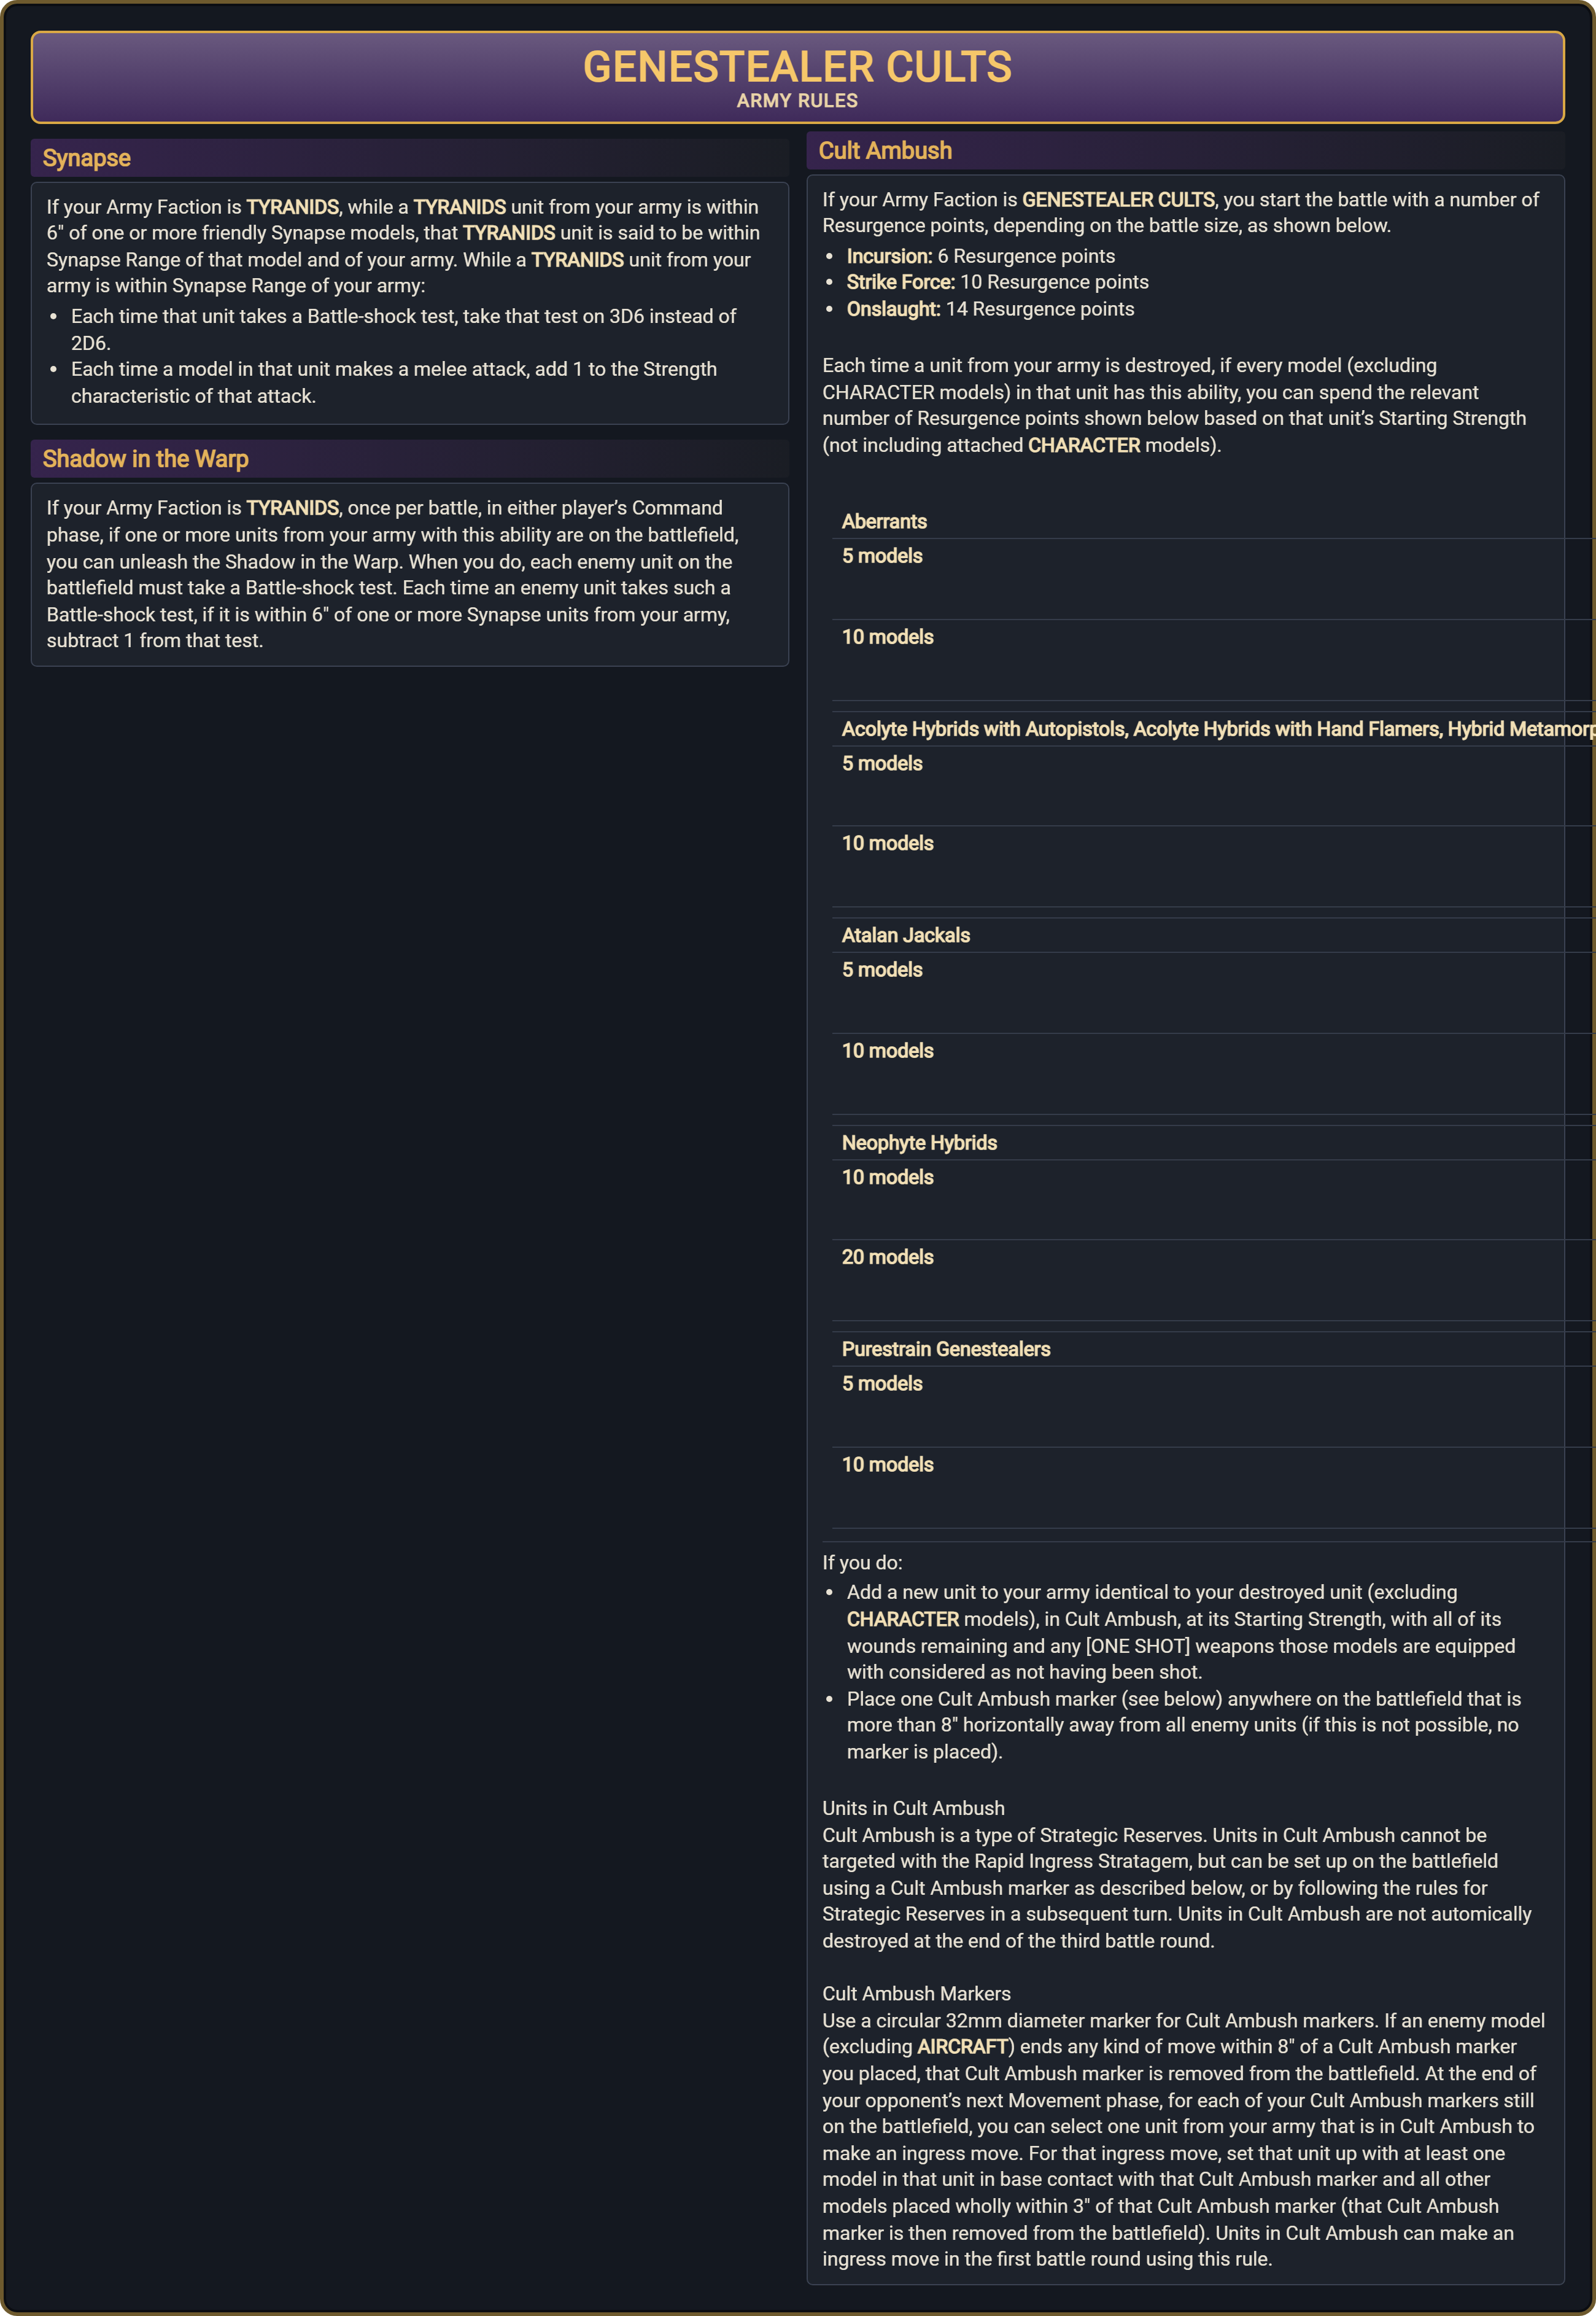 GENESTEALER CULTS
ARMY RULES
Synapse
If your Army Faction is TYRANIDS, while a TYRANIDS unit from your army is within
6" of one or more friendly Synapse models, that TYRANIDS unit is said to be within
Synapse Range of that model and of your army. While a TYRANIDS unit from your
army is within Synapse Range of your army:
• Each time that unit takes a Battle-shock test, take that test on 3D6 instead of
2D6.
• Each time a model in that unit makes a melee attack, add 1 to the Strength
characteristic of that attack.
Shadow in the Warp
If your Army Faction is TYRANIDS, once per battle, in either player’s Command
phase, if one or more units from your army with this ability are on the battlefield,
you can unleash the Shadow in the Warp. When you do, each enemy unit on the
battlefield must take a Battle-shock test. Each time an enemy unit takes such a
Battle-shock test, if it is within 6" of one or more Synapse units from your army,
subtract 1 from that test.
Cult Ambush
If your Army Faction is GENESTEALER CULTS, you start the battle with a number of
Resurgence points, depending on the battle size, as shown below.
• Incursion: 6 Resurgence points
• Strike Force: 10 Resurgence points
• Onslaught: 14 Resurgence points
Each time a unit from your army is destroyed, if every model (excluding
CHARACTER models) in that unit has this ability, you can spend the relevant
number of Resurgence points shown below based on that unit’s Starting Strength
(not including attached CHARACTER models).
Aberrants
5 models
10 models
Acolyte Hybrids with Autopistols, Acolyte Hybrids with Hand Flamers, Hybrid Metamorp
5 models
10 models
Atalan Jackals
5 models
10 models
Neophyte Hybrids
10 models
20 models
Purestrain Genestealers
5 models
10 models
If you do:
• Add a new unit to your army identical to your destroyed unit (excluding
CHARACTER models), in Cult Ambush, at its Starting Strength, with all of its
wounds remaining and any [ONE SHOT] weapons those models are equipped
with considered as not having been shot.
• Place one Cult Ambush marker (see below) anywhere on the battlefield that is
more than 8" horizontally away from all enemy units (if this is not possible, no
marker is placed).
Units in Cult Ambush
Cult Ambush is a type of Strategic Reserves. Units in Cult Ambush cannot be
targeted with the Rapid Ingress Stratagem, but can be set up on the battlefield
using a Cult Ambush marker as described below, or by following the rules for
Strategic Reserves in a subsequent turn. Units in Cult Ambush are not automically
destroyed at the end of the third battle round.
Cult Ambush Markers
Use a circular 32mm diameter marker for Cult Ambush markers. If an enemy model
(excluding AIRCRAFT) ends any kind of move within 8" of a Cult Ambush marker
you placed, that Cult Ambush marker is removed from the battlefield. At the end of
your opponent’s next Movement phase, for each of your Cult Ambush markers still
on the battlefield, you can select one unit from your army that is in Cult Ambush to
make an ingress move. For that ingress move, set that unit up with at least one
model in that unit in base contact with that Cult Ambush marker and all other
models placed wholly within 3" of that Cult Ambush marker (that Cult Ambush
marker is then removed from the battlefield). Units in Cult Ambush can make an
ingress move in the first battle round using this rule.